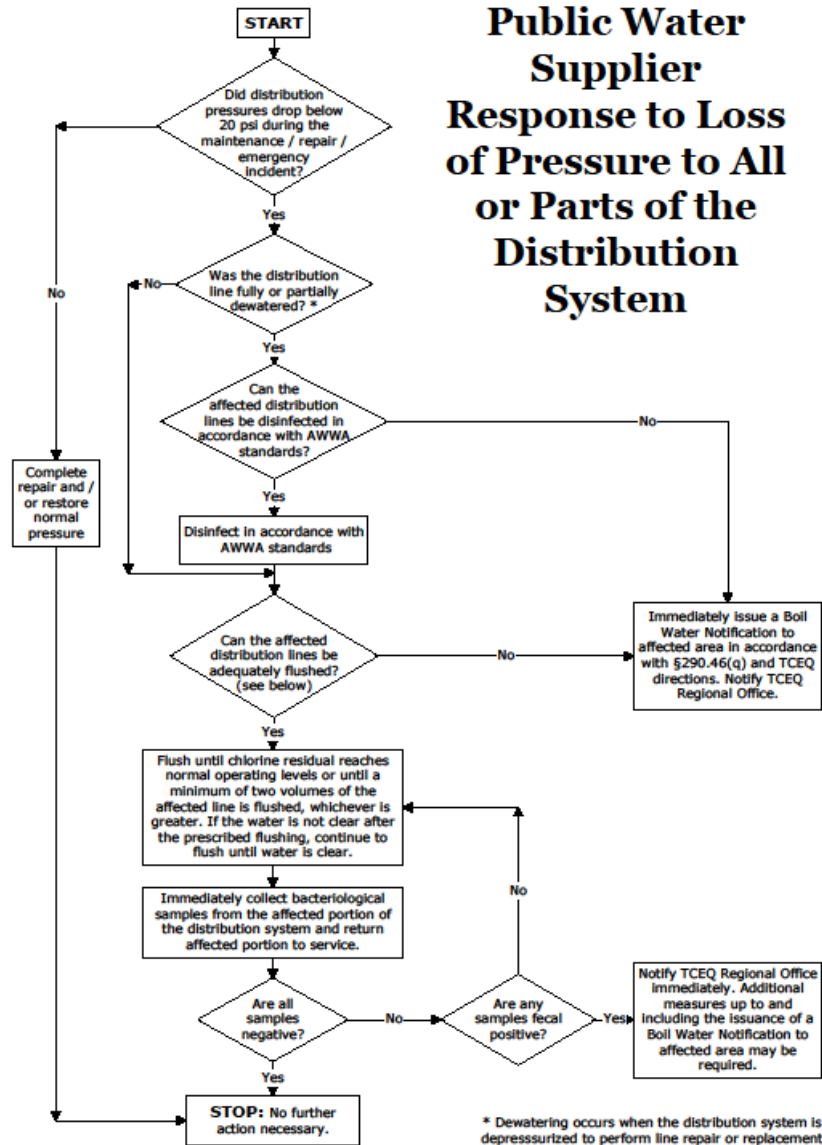 START
Public Water
Supplier
Response to Loss
of Pressure to All
or Parts of the
Distribution
System
Did distribution
pressures drop below
20 psi during the
maintenance / repair /
emergency
incident?
Yes
No
Was the distribution
line fully or partially
dewatered? *
No
Yes
Can the
affected distribution
lines be disinfected in
accordance with AWWA
standards?
No
Yes
Complete
repair and /
or restore
normal
pressure
Disinfect in accordance with
AWWA standards
Can the affected
distribution lines be
adequately flushed?
(see below)
No
Yes
Immediately issue a Boil
Water Notification to
affected area in accordance
with §290.46(q) and TCEQ
directions. Notify TCEQ
Regional Office.
Flush until chlorine residual reaches
normal operating levels or until a
minimum of two volumes of the
affected line is flushed, whichever is
greater. If the water is not clear after
the prescribed flushing, continue to
flush until water is clear.
No
Immediately collect bacteriological
samples from the affected portion of
the distribution system and return
affected portion to service.
Are all
samples
negative?
No
Are any
samples fecal
positive?
Yes
Notify TCEQ Regional Office
immediately. Additional
measures up to and
including the issuance of a
Boil Water Notification to
affected area may be
required.
Yes
STOP: No further
action necessary.
* Dewatering occurs when the distribution system is
depresssurized to perform line repair or replacement